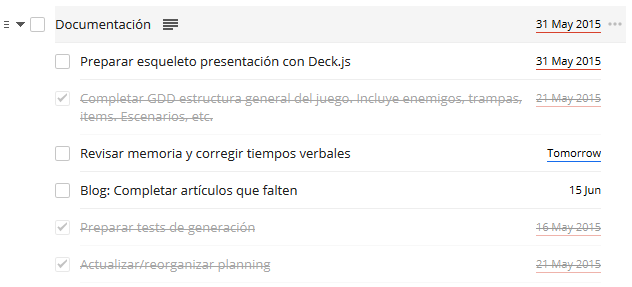 Documentación 31 May 2015
Preparar esqueleto presentación con Deck.js 31 May 2015
Completar GDD estructura general del juego. Incluye enemigos, trampas, 21 May 2015
items. Escenarios, etc.
Revisar memoria y corregir tiempos verbales Tomorrow
Blog: Completar artículos que falten 15 Jun
Preparar tests de generación 16 May 2015
Actualizar/reorganizar planning 21 May 2015